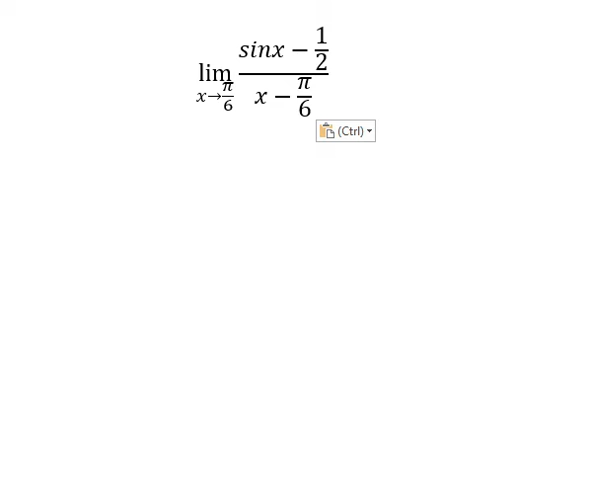 lim x→π/6 (sinx − 1/2)/(x − π/6)
(Ctrl)